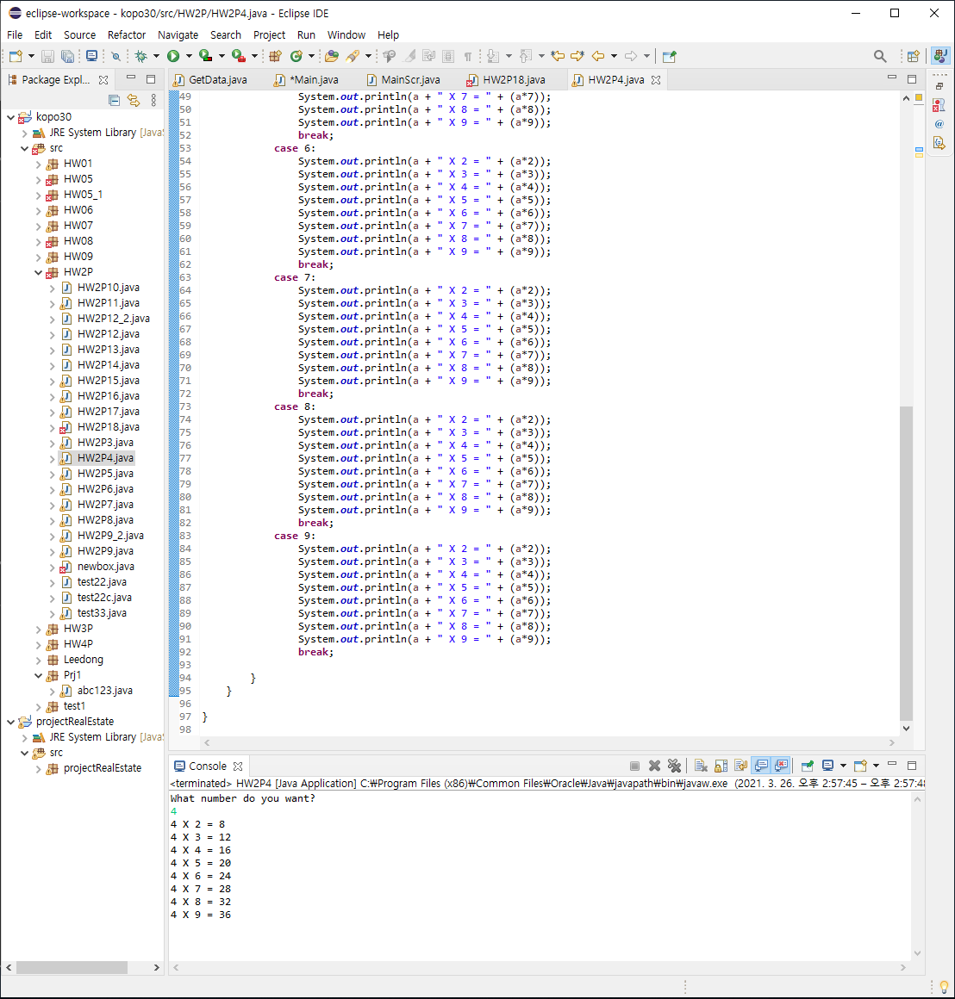 eclipse-workspace - kopo30/src/HW2P/HW2P4.java - Eclipse IDE
File Edit Source Refactor Navigate Search Project Run Window Help
Package Expl...
kopo30
JRE System Library [JavaS
src
HW01
HW05
HW05_1
HW06
HW07
HW08
HW09
HW2P
HW2P10.java
HW2P11.java
HW2P12_2.java
HW2P12.java
HW2P13.java
HW2P14.java
HW2P15.java
HW2P16.java
HW2P17.java
HW2P18.java
HW2P3.java
HW2P4.java
HW2P5.java
HW2P6.java
HW2P7.java
HW2P8.java
HW2P9_2.java
HW2P9.java
newbox.java
test22.java
test22c.java
test33.java
HW3P
HW4P
Leedong
Prj1
abc123.java
test1
projectRealEstate
JRE System Library [JavaS
src
projectRealEstate
GetData.java *Main.java MainScr.java HW2P18.java HW2P4.java
49 System.out.println(a + " X 7 = " + (a*7));
50 System.out.println(a + " X 8 = " + (a*8));
51 System.out.println(a + " X 9 = " + (a*9));
52 break;
53 case 6:
54 System.out.println(a + " X 2 = " + (a*2));
55 System.out.println(a + " X 3 = " + (a*3));
56 System.out.println(a + " X 4 = " + (a*4));
57 System.out.println(a + " X 5 = " + (a*5));
58 System.out.println(a + " X 6 = " + (a*6));
59 System.out.println(a + " X 7 = " + (a*7));
60 System.out.println(a + " X 8 = " + (a*8));
61 System.out.println(a + " X 9 = " + (a*9));
62 break;
63 case 7:
64 System.out.println(a + " X 2 = " + (a*2));
65 System.out.println(a + " X 3 = " + (a*3));
66 System.out.println(a + " X 4 = " + (a*4));
67 System.out.println(a + " X 5 = " + (a*5));
68 System.out.println(a + " X 6 = " + (a*6));
69 System.out.println(a + " X 7 = " + (a*7));
70 System.out.println(a + " X 8 = " + (a*8));
71 System.out.println(a + " X 9 = " + (a*9));
72 break;
73 case 8:
74 System.out.println(a + " X 2 = " + (a*2));
75 System.out.println(a + " X 3 = " + (a*3));
76 System.out.println(a + " X 4 = " + (a*4));
77 System.out.println(a + " X 5 = " + (a*5));
78 System.out.println(a + " X 6 = " + (a*6));
79 System.out.println(a + " X 7 = " + (a*7));
80 System.out.println(a + " X 8 = " + (a*8));
81 System.out.println(a + " X 9 = " + (a*9));
82 break;
83 case 9:
84 System.out.println(a + " X 2 = " + (a*2));
85 System.out.println(a + " X 3 = " + (a*3));
86 System.out.println(a + " X 4 = " + (a*4));
87 System.out.println(a + " X 5 = " + (a*5));
88 System.out.println(a + " X 6 = " + (a*6));
89 System.out.println(a + " X 7 = " + (a*7));
90 System.out.println(a + " X 8 = " + (a*8));
91 System.out.println(a + " X 9 = " + (a*9));
92 break;
93
94 }
95 }
96
97 }
98
Console
<terminated> HW2P4 [Java Application] C:₩Program Files (x86)₩Common Files₩Oracle₩Java₩javapath₩bin₩javaw.exe (2021. 3. 26. 오후 2:57:45 – 오후 2:57:48
What number do you want?
4
4 X 2 = 8
4 X 3 = 12
4 X 4 = 16
4 X 5 = 20
4 X 6 = 24
4 X 7 = 28
4 X 8 = 32
4 X 9 = 36